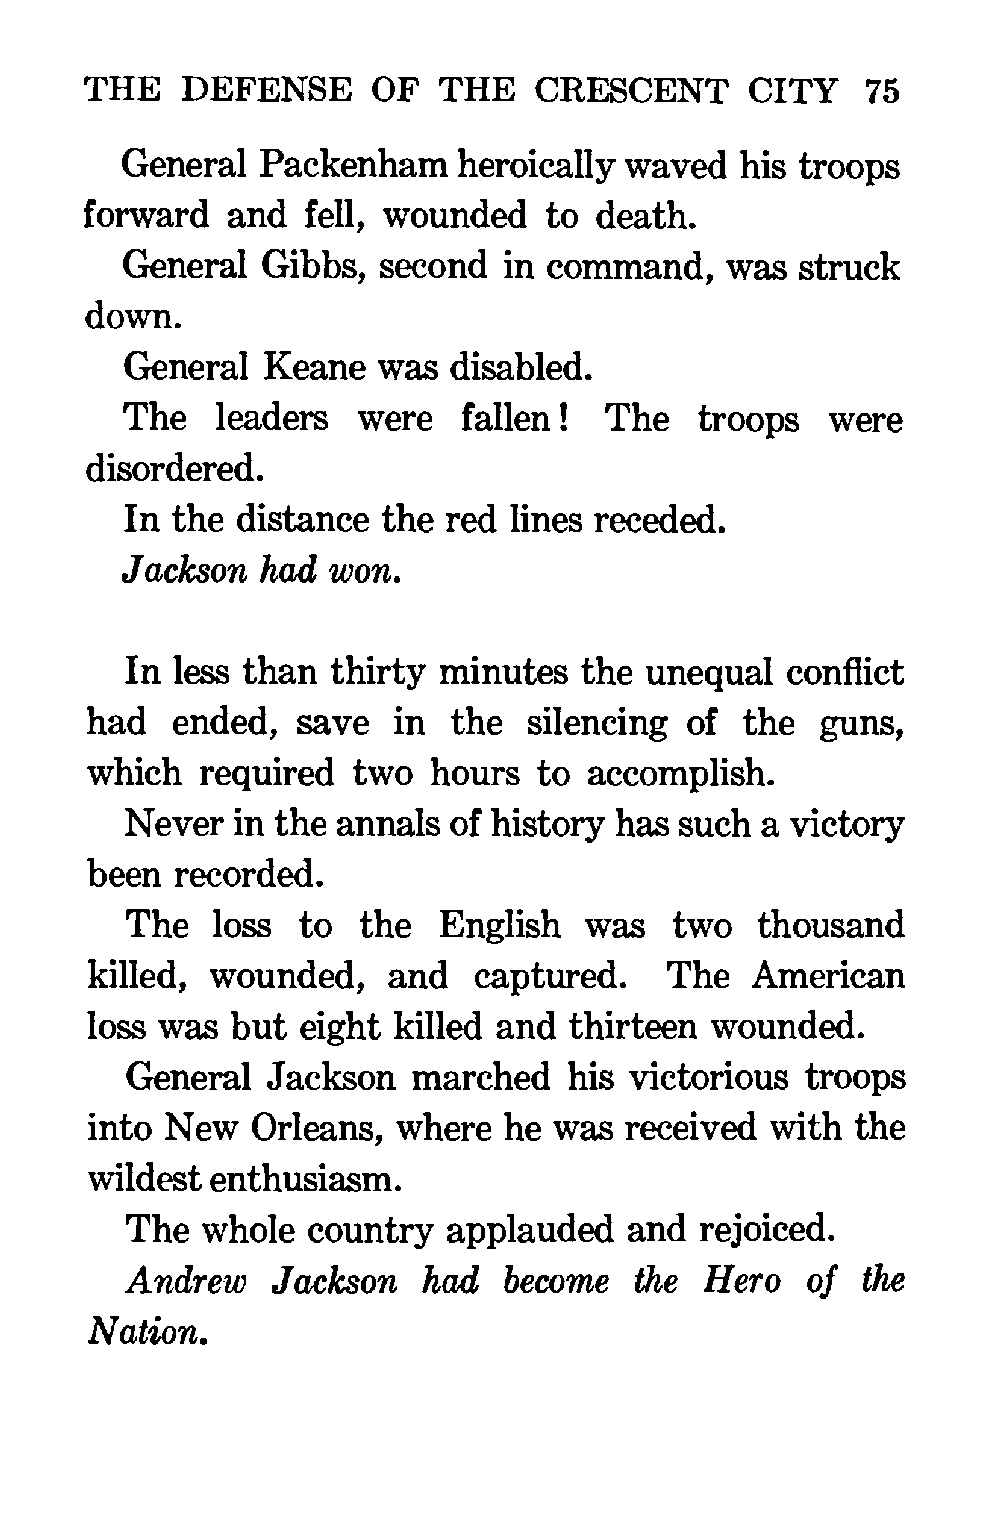 THE DEFENSE OF THE CRESCENT CITY 75
General Packenham heroically waved his troops
forward and fell, wounded to death.
General Gibbs, second in command, was struck
down.
General Keane was disabled.
The leaders were fallen! The troops were
disordered.
In the distance the red lines receded.
Jackson had won.
In less than thirty minutes the unequal conflict
had ended, save in the silencing of the guns,
which required two hours to accomplish.
Never in the annals of history has such a victory
been recorded.
The loss to the English was two thousand
killed, wounded, and captured. The American
loss was but eight killed and thirteen wounded.
General Jackson marched his victorious troops
into New Orleans, where he was received with the
wildest enthusiasm.
The whole country applauded and rejoiced.
Andrew Jackson had become the Hero of the
Nation.